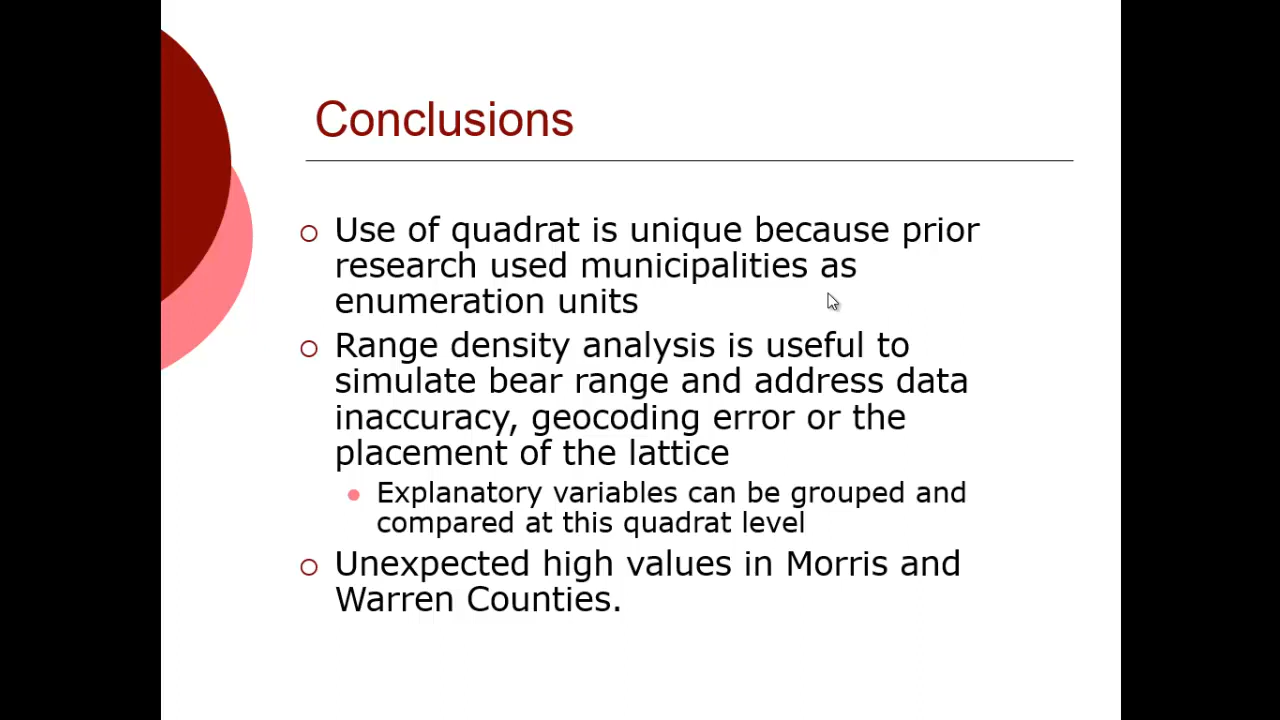 Conclusions
Use of quadrat is unique because prior
research used municipalities as
enumeration units
Range density analysis is useful to
simulate bear range and address data
inaccuracy, geocoding error or the
placement of the lattice
Explanatory variables can be grouped and
compared at this quadrat level
Unexpected high values in Morris and
Warren Counties.